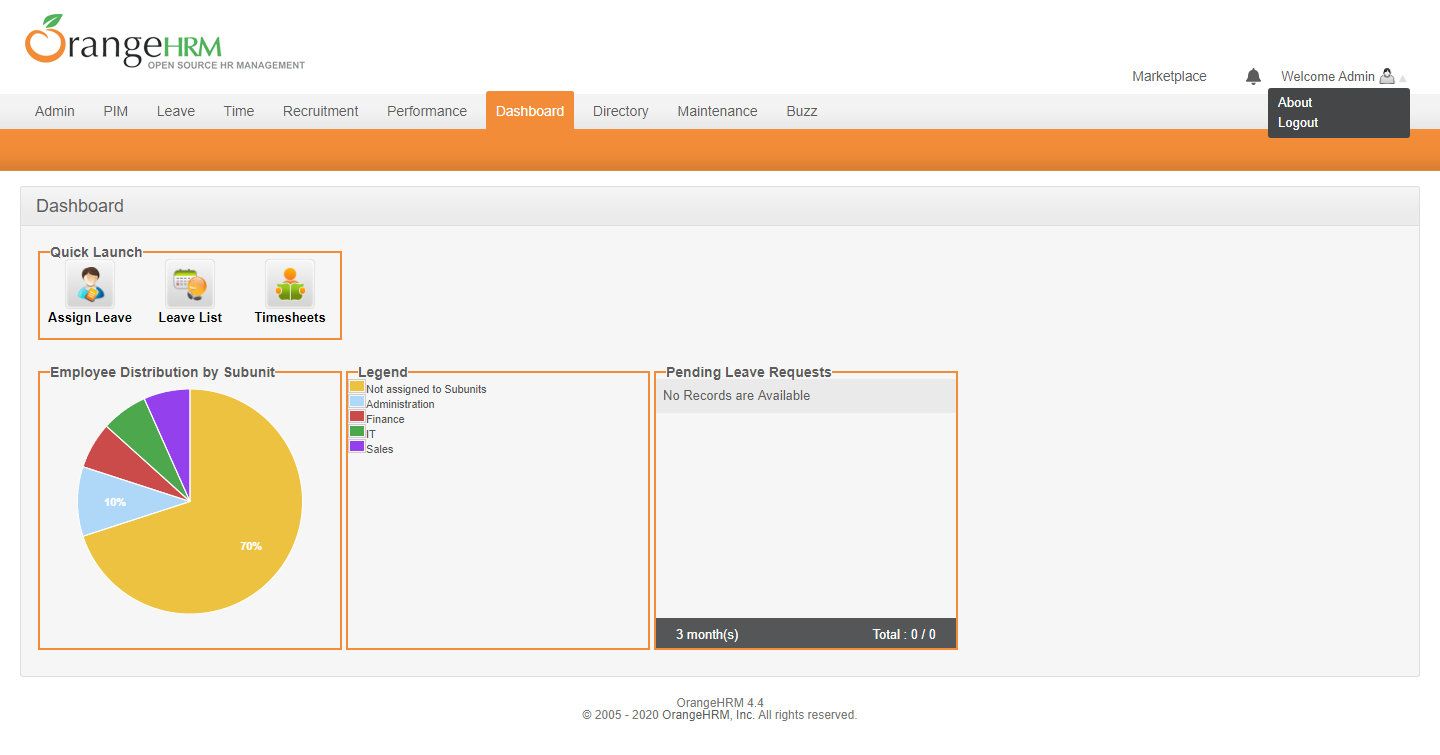 OrangeHRM
OPEN SOURCE HR MANAGEMENT
Marketplace Welcome Admin
About
Logout
Admin PIM Leave Time Recruitment Performance Dashboard Directory Maintenance Buzz
Dashboard
Quick Launch
Assign Leave Leave List Timesheets
Employee Distribution by Subunit
10%
70%
Legend
Not assigned to Subunits
Administration
Finance
IT
Sales
Pending Leave Requests
No Records are Available
3 month(s) Total : 0 / 0
OrangeHRM 4.4
© 2005 - 2020 OrangeHRM, Inc. All rights reserved.